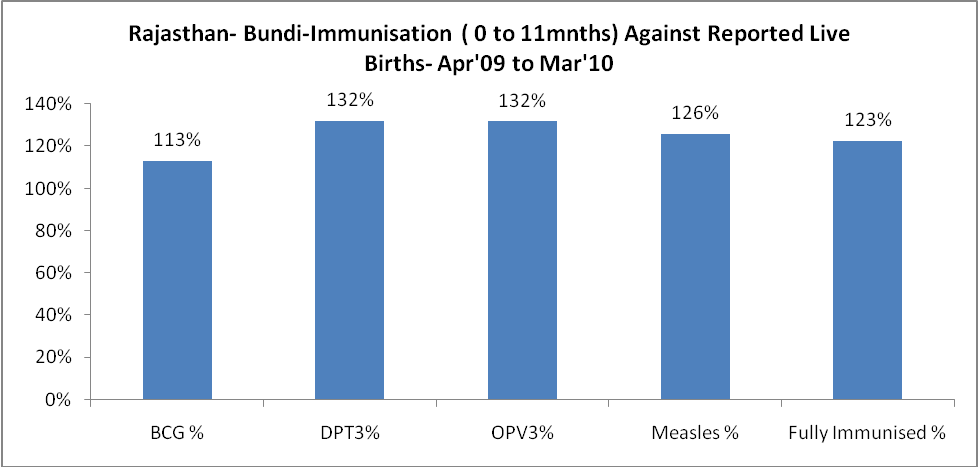 Rajasthan- Bundi-Immunisation ( 0 to 11mnths) Against Reported Live
Births- Apr'09 to Mar'10
140%
120%
100%
80%
60%
40%
20%
0%
113%
132%
132%
126%
123%
BCG %
DPT3%
OPV3%
Measles %
Fully Immunised %